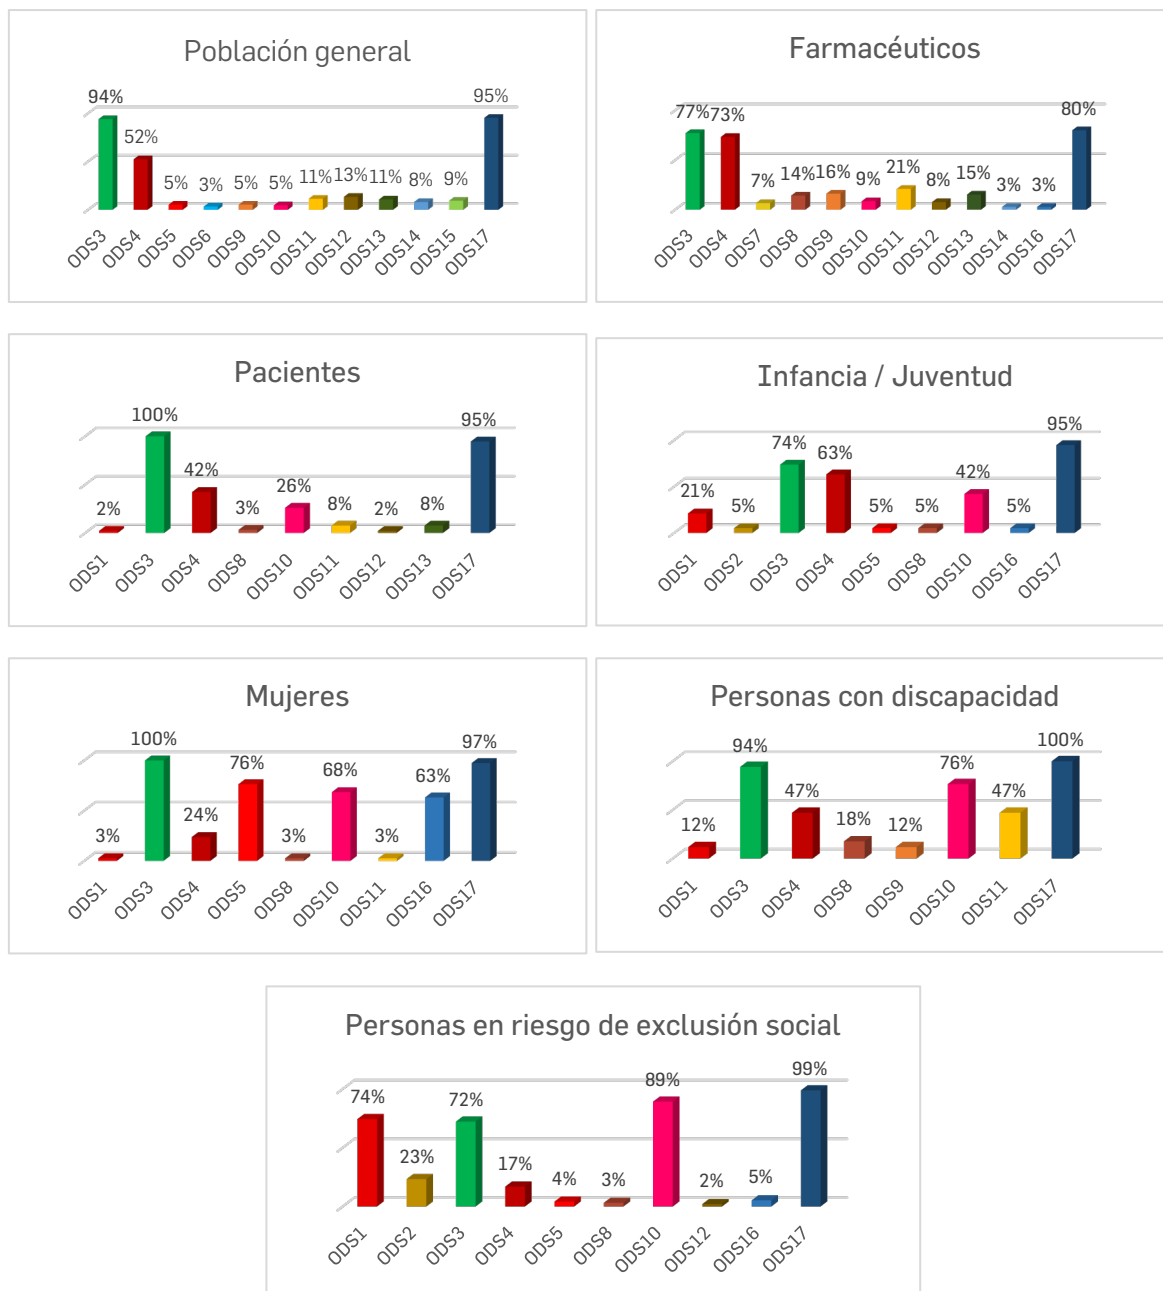 Población general
94% 52% 5% 3% 5% 5% 11% 13% 11% 8% 9% 95%
ODS3 ODS4 ODS5 ODS6 ODS9 ODS10 ODS11 ODS12 ODS13 ODS14 ODS15 ODS17
Farmacéuticos
77% 73% 7% 14% 16% 9% 21% 8% 15% 3% 3% 80%
ODS3 ODS4 ODS7 ODS8 ODS9 ODS10 ODS11 ODS12 ODS13 ODS14 ODS16 ODS17
Pacientes
2% 100% 42% 3% 26% 8% 2% 8% 95%
ODS1 ODS3 ODS4 ODS8 ODS10 ODS11 ODS12 ODS13 ODS17
Infancia / Juventud
21% 5% 74% 63% 5% 5% 42% 5% 95%
ODS1 ODS2 ODS3 ODS4 ODS5 ODS8 ODS10 ODS16 ODS17
Mujeres
3% 100% 24% 76% 3% 68% 3% 63% 97%
ODS1 ODS3 ODS4 ODS5 ODS8 ODS10 ODS11 ODS16 ODS17
Personas con discapacidad
12% 94% 47% 18% 12% 76% 47% 100%
ODS1 ODS3 ODS4 ODS8 ODS9 ODS10 ODS11 ODS17
Personas en riesgo de exclusión social
74% 23% 72% 17% 4% 3% 89% 2% 5% 99%
ODS1 ODS2 ODS3 ODS4 ODS5 ODS8 ODS10 ODS12 ODS16 ODS17